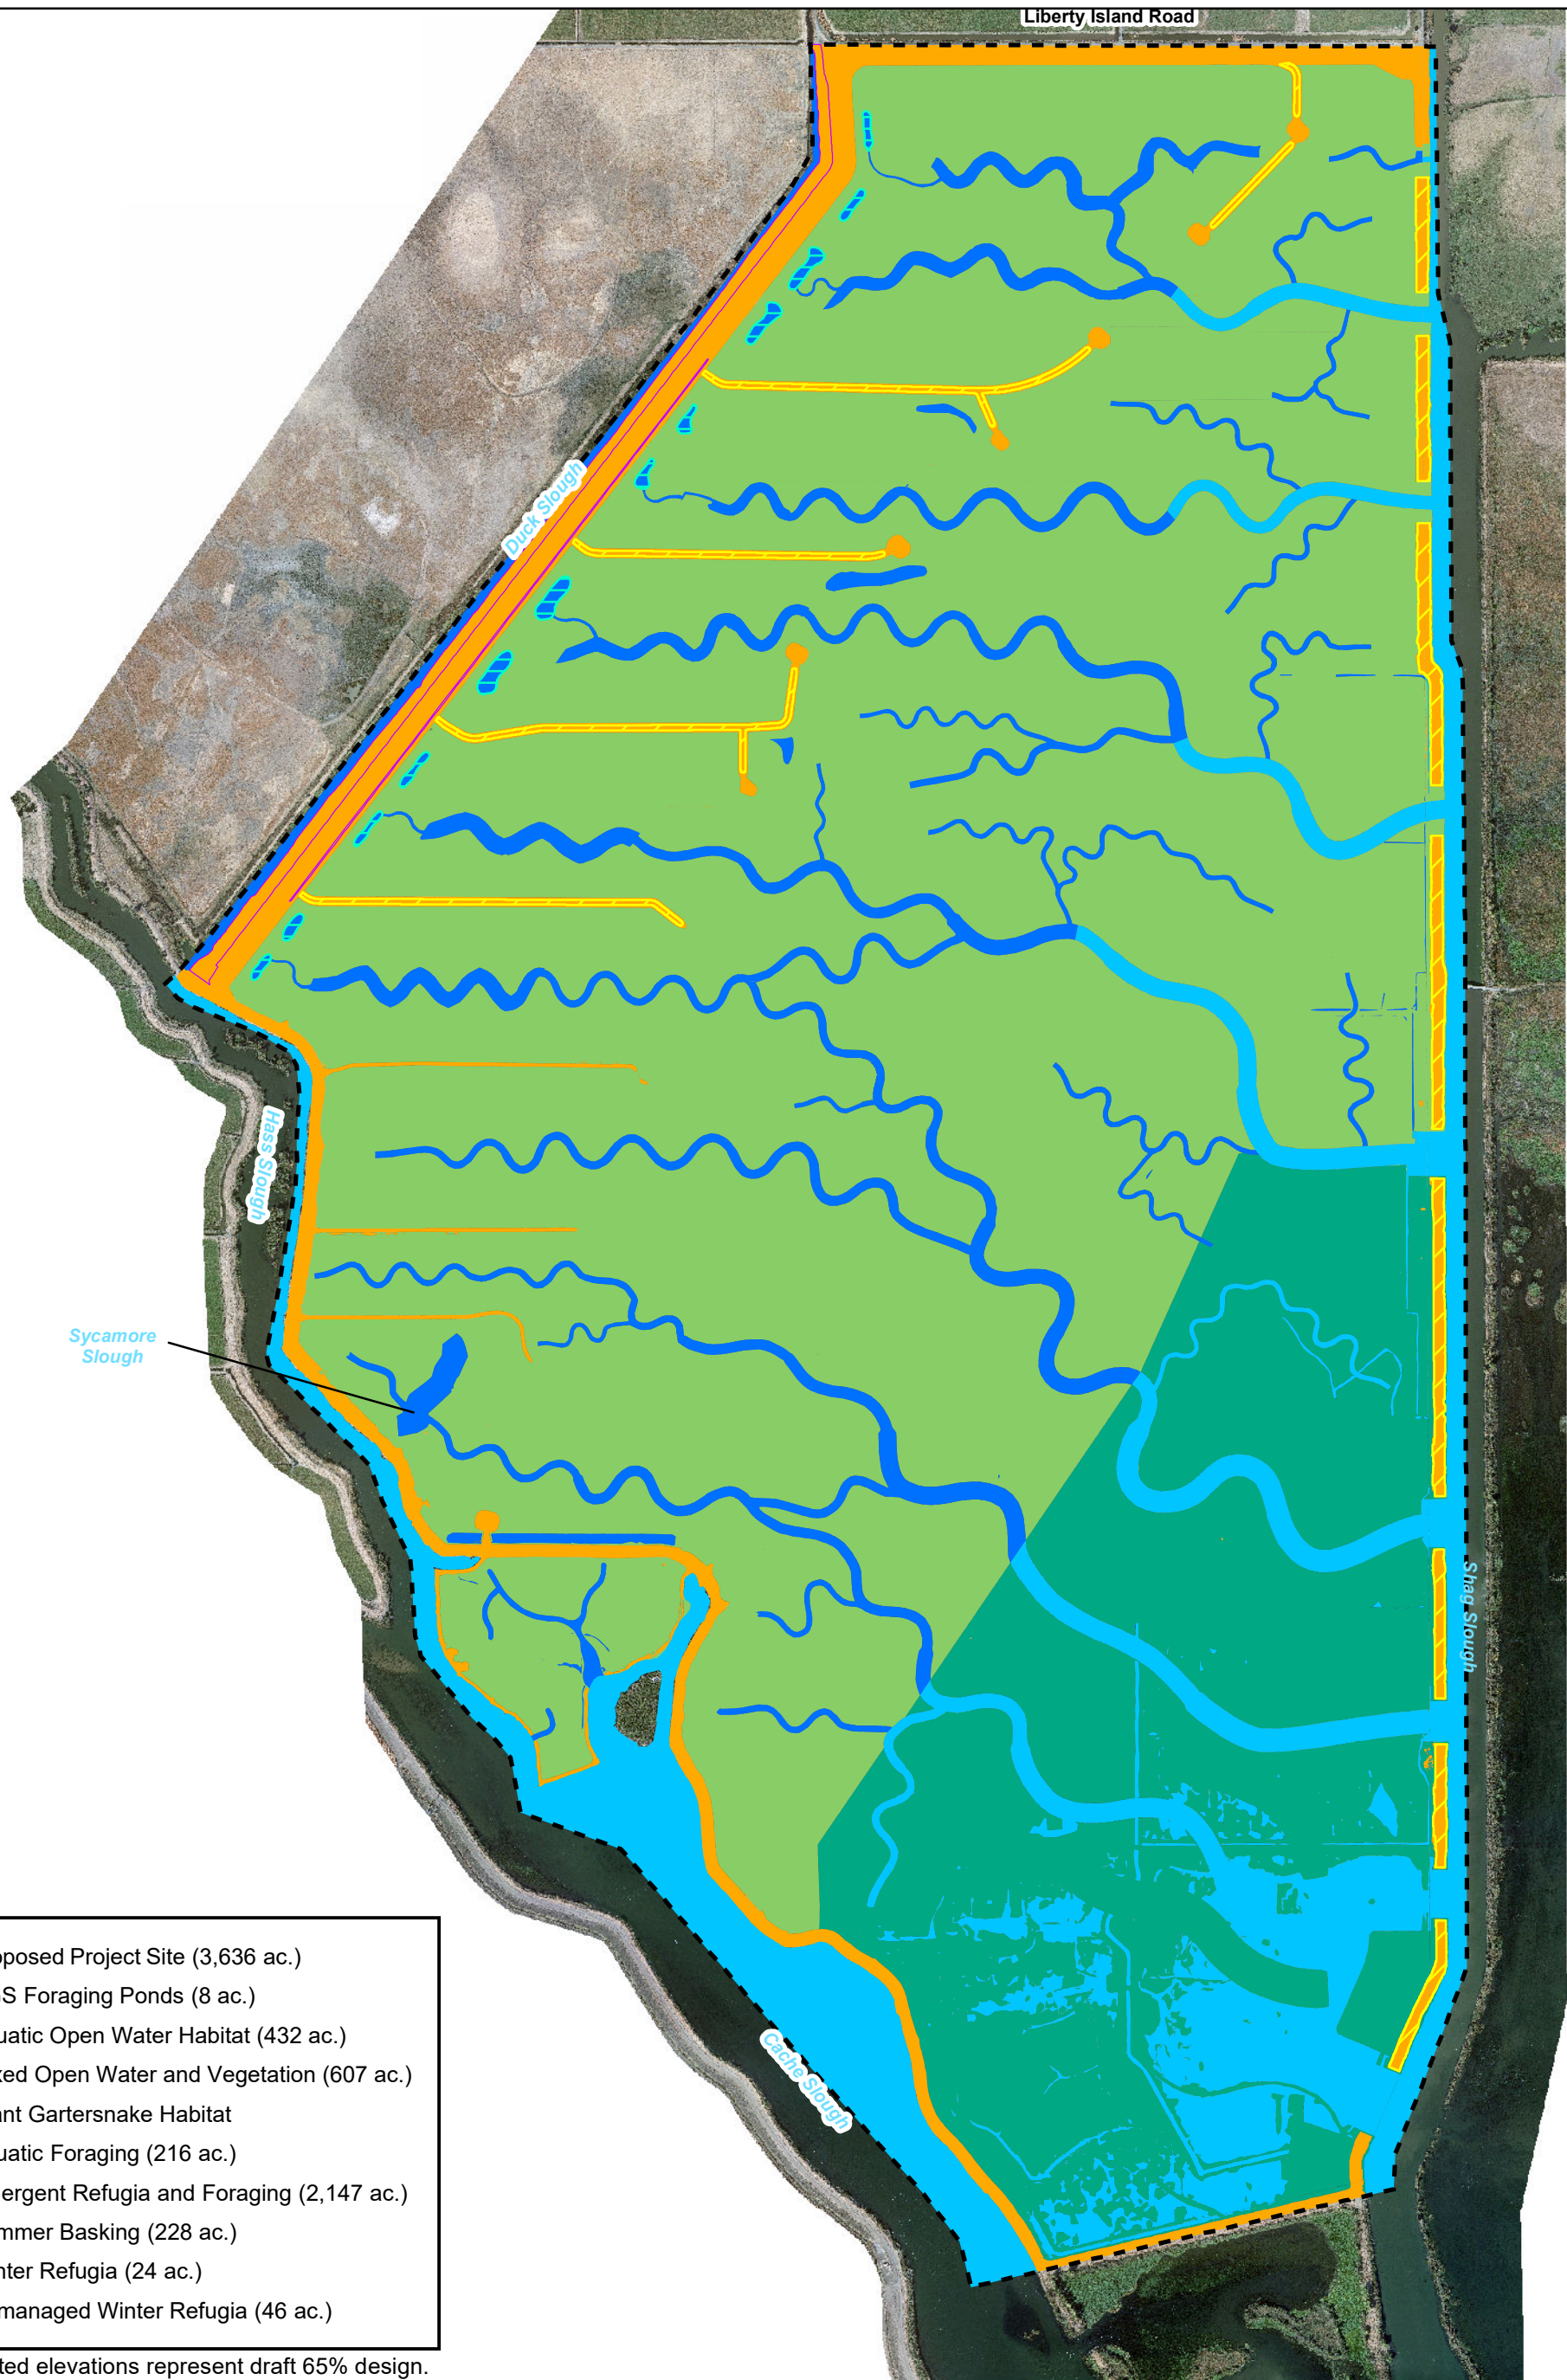 Liberty Island Road
Duck Slough
Hass Slough
Sycamore
Slough
Shag Slough
Cache Slough
posed Project Site (3,636 ac.)
S Foraging Ponds (8 ac.)
uatic Open Water Habitat (432 ac.)
xed Open Water and Vegetation (607 ac.)
ant Gartersnake Habitat
uatic Foraging (216 ac.)
ergent Refugia and Foraging (2,147 ac.)
mmer Basking (228 ac.)
nter Refugia (24 ac.)
managed Winter Refugia (46 ac.)
ted elevations represent draft 65% design.